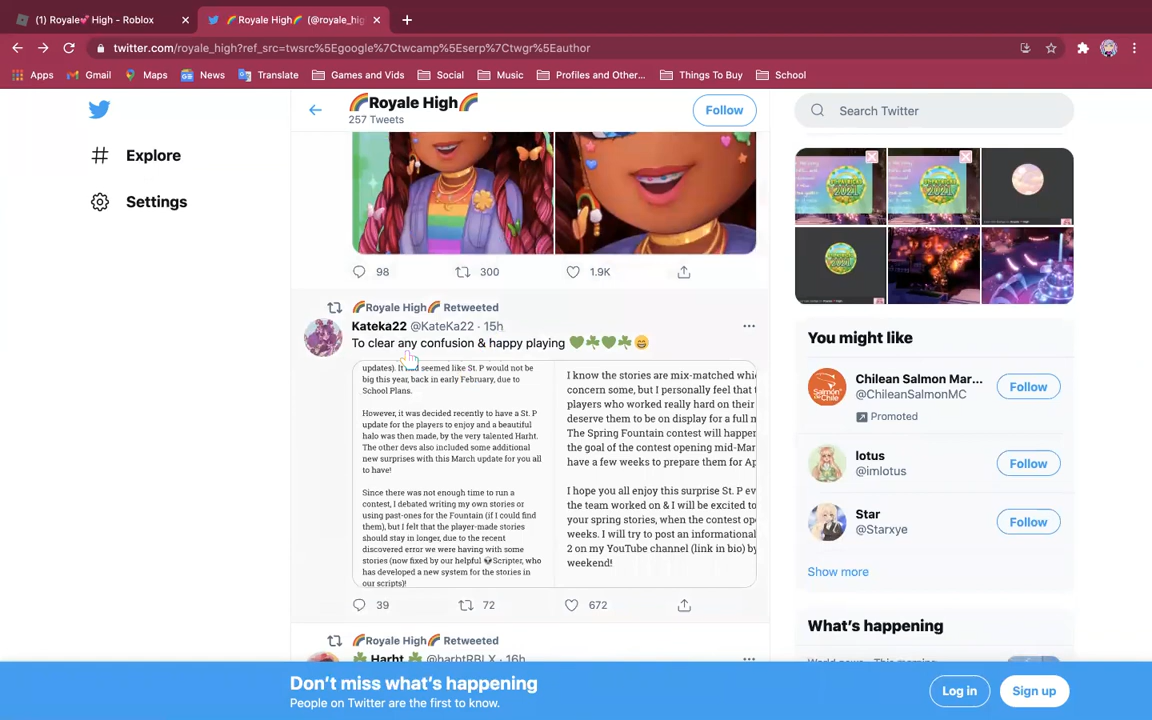 (1) Royale💕 High - Roblox
🌈Royale High🌈 (@royale_hig
twitter.com/royale_high?ref_src=twsrc%5Egoogle%7Ctwcamp%5Eserp%7Ctwgr%5Eauthor
Apps
Gmail
Maps
News
Translate
Games and Vids
Social
Music
Profiles and Other...
Things To Buy
School
Explore
Settings
🌈Royale High🌈
257 Tweets
Follow
98
300
1.9K
🌈Royale High🌈 Retweeted
Kateka22 @KateKa22 · 15h
To clear any confusion & happy playing 💚☘💚☘😄
updates). It had seemed like St. P would not be
big this year, back in early February, due to
School Plans.
However, it was decided recently to have a St. P
update for the players to enjoy and a beautiful
halo was then made, by the very talented Harht.
The other devs also included some additional
new surprises with this March update for you all
to have!
Since there was not enough time to run a
contest, I debated writing my own stories or
using past-ones for the Fountain (if I could find
them), but I felt that the player-made stories
should stay in longer, due to the recent
discovered error we were having with some
stories (now fixed by our helpful 👽Scripter, who
has developed a new system for the stories in
our scripts)!
I know the stories are mix-matched whic
concern some, but I personally feel that t
players who worked really hard on their
deserve them to be on display for a full m
The Spring Fountain contest will happen
the goal of the contest opening mid-Mar
have a few weeks to prepare them for Ap
I hope you all enjoy this surprise St. P ev
the team worked on & I will be excited to
your spring stories, when the contest ope
weeks. I will try to post an informational
2 on my YouTube channel (link in bio) by
weekend!
39
72
672
🌈Royale High🌈 Retweeted
☘ Harht ☘ @harhtRBLX · 16h
Search Twitter
2021
2021
You might like
Chilean Salmon Mar...
@ChileanSalmonMC
Promoted
Follow
lotus
@imlotus
Follow
Star
@Starxye
Follow
Show more
What's happening
World news · This morning
Don't miss what's happening
People on Twitter are the first to know.
Log in
Sign up